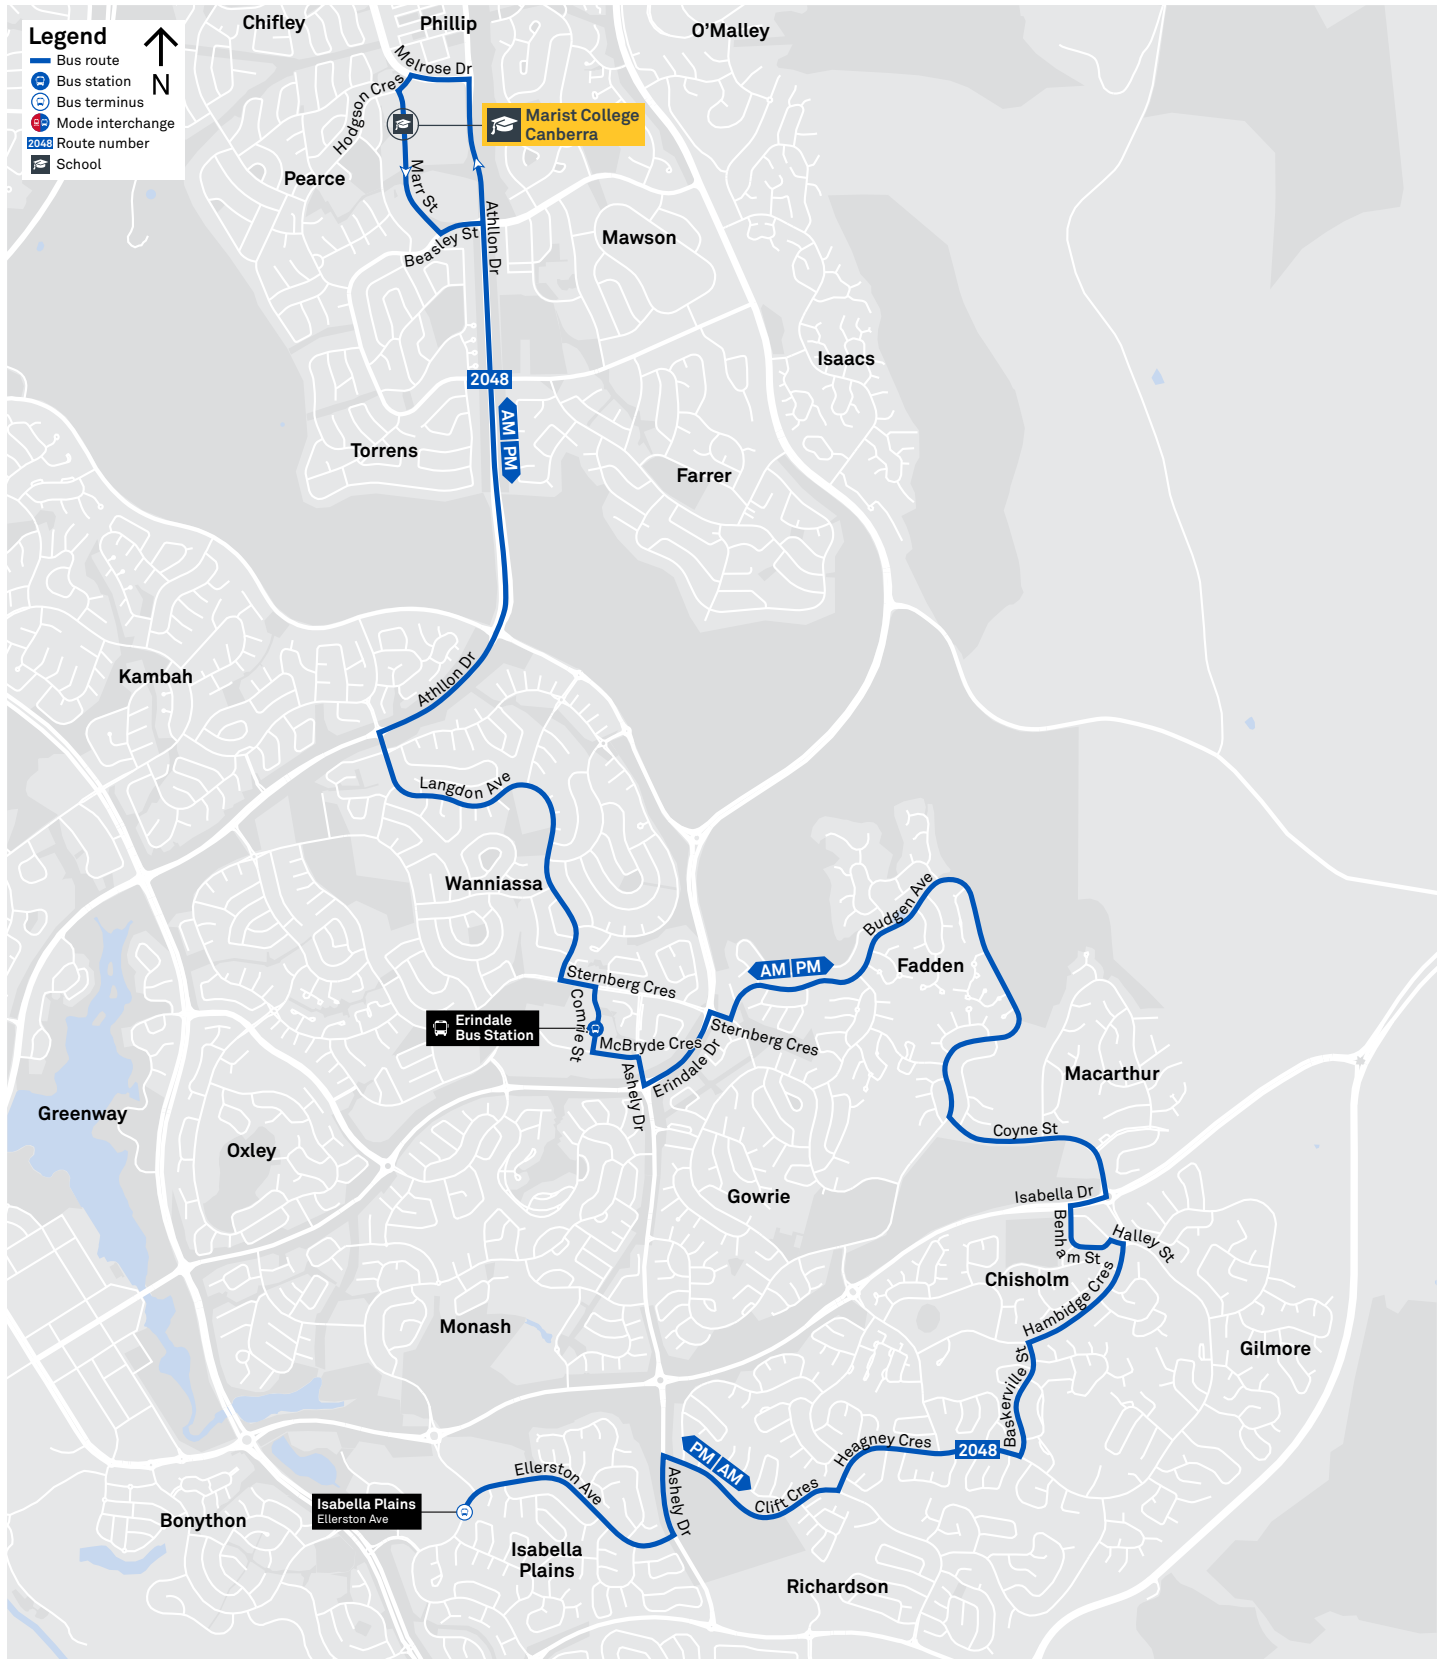 Legend
N
Bus route
Bus station
Bus terminus
Mode interchange
2048 Route number
School
Chifley
Phillip
O'Malley
Melrose Dr
Hodgson Cres
Marist College
Canberra
Pearce
Marr St
Athllon Dr
Beasley St
Mawson
Isaacs
2048
AM PM
Torrens
Farrer
Kambah
Athllon Dr
Langdon Ave
Wanniassa
Budgen Ave
Fadden
AM PM
Sternberg Cres
Comrie St
Erindale
Bus Station
McBryde Cres
Sternberg Cres
Erindale Dr
Ashely Dr
Macarthur
Greenway
Oxley
Coyne St
Gowrie
Isabella Dr
Benham St
Halley St
Chisholm
Hambidge Cres
Monash
Gilmore
Baskerville St
Heagney Cres
2048
PM AM
Clift Cres
Ellerston Ave
Ashely Dr
Isabella Plains
Ellerston Ave
Bonython
Isabella
Plains
Richardson